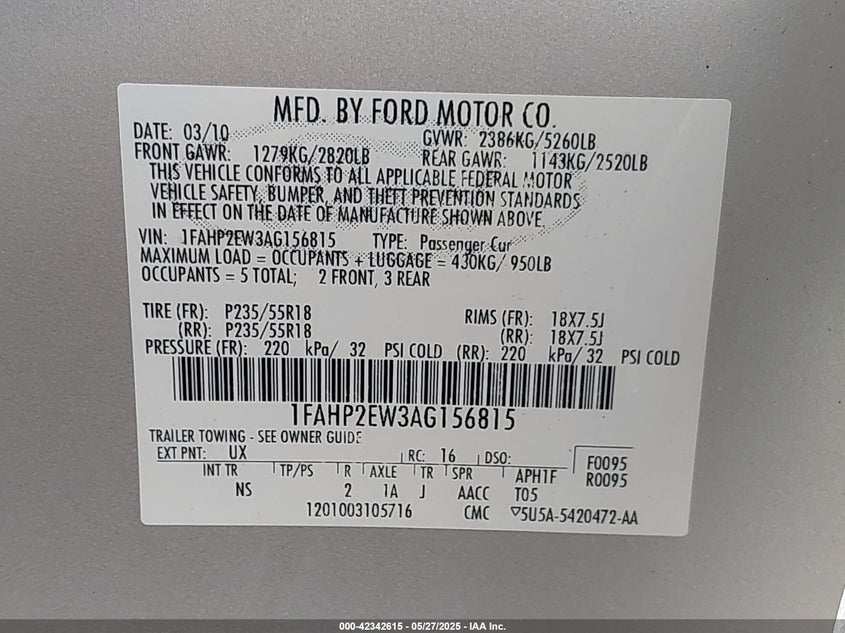 MFD. BY FORD MOTOR CO.
DATE: 03/10 GVWR: 2386KG/5260LB
FRONT GAWR: 1279KG/2820LB REAR GAWR: 1143KG/2520LB
THIS VEHICLE CONFORMS TO ALL APPLICABLE FEDERAL MOTOR
VEHICLE SAFETY, BUMPER, AND THEFT PREVENTION STANDARDS
IN EFFECT ON THE DATE OF MANUFACTURE SHOWN ABOVE.
VIN: 1FAHP2EW3AG156815 TYPE: Passenger Car
MAXIMUM LOAD = OCCUPANTS + LUGGAGE = 430KG/ 950LB
OCCUPANTS = 5 TOTAL; 2 FRONT, 3 REAR
TIRE (FR): P235/55R18 RIMS (FR): 18X7.5J
(RR): P235/55R18 (RR): 18X7.5J
PRESSURE (FR): 220 kPa/ 32 PSI COLD (RR): 220 kPa/ 32 PSI COLD
1FAHP2EW3AG156815
TRAILER TOWING - SEE OWNER GUIDE
EXT PNT: UX RC: 16 DSO: F0095
INT TR TP/PS R AXLE TR SPR APH1F R0095
NS 2 1A J AACC T05
1201003105716 CMC ▽5U5A-5420472-AA
000-42342615 - 05/27/2025 - IAA Inc.